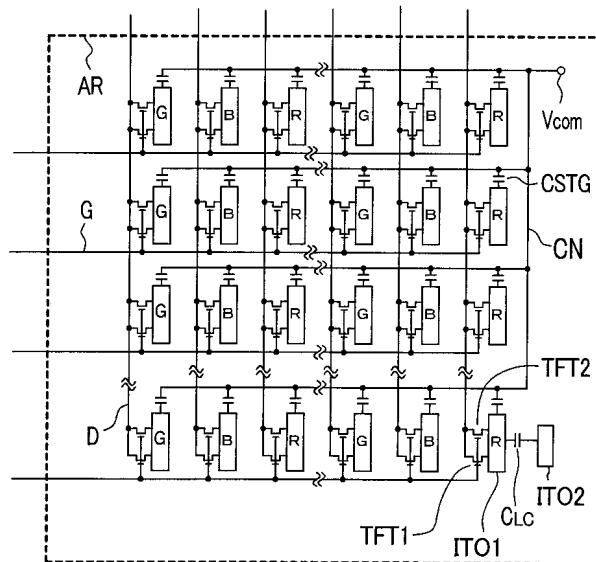 AR
Vcom
G B R G B R
CSTG
G B R G B R
G
CN
G B R G B R
TFT2
G B R G B R
D
CLC
ITO2
TFT1
ITO1